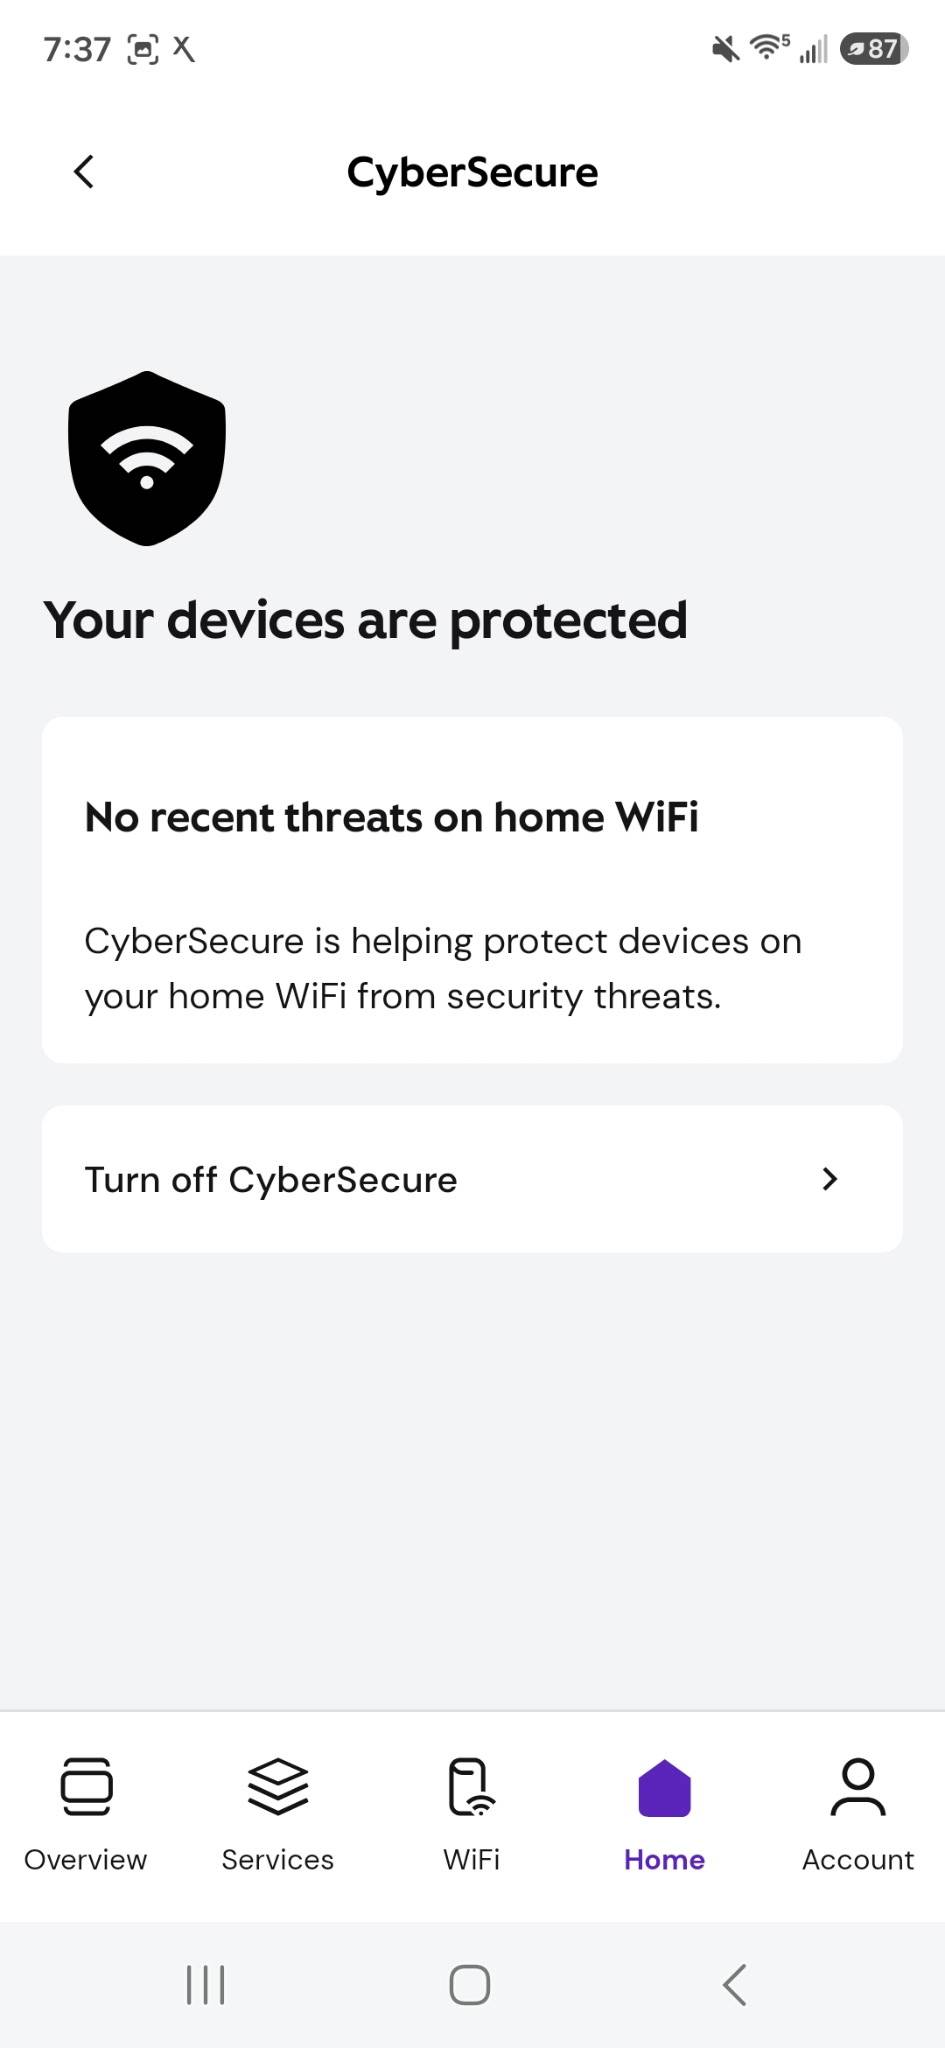 7:37 X 5 87
CyberSecure
Your devices are protected
No recent threats on home WiFi
CyberSecure is helping protect devices on
your home WiFi from security threats.
Turn off CyberSecure
Overview Services WiFi Home Account